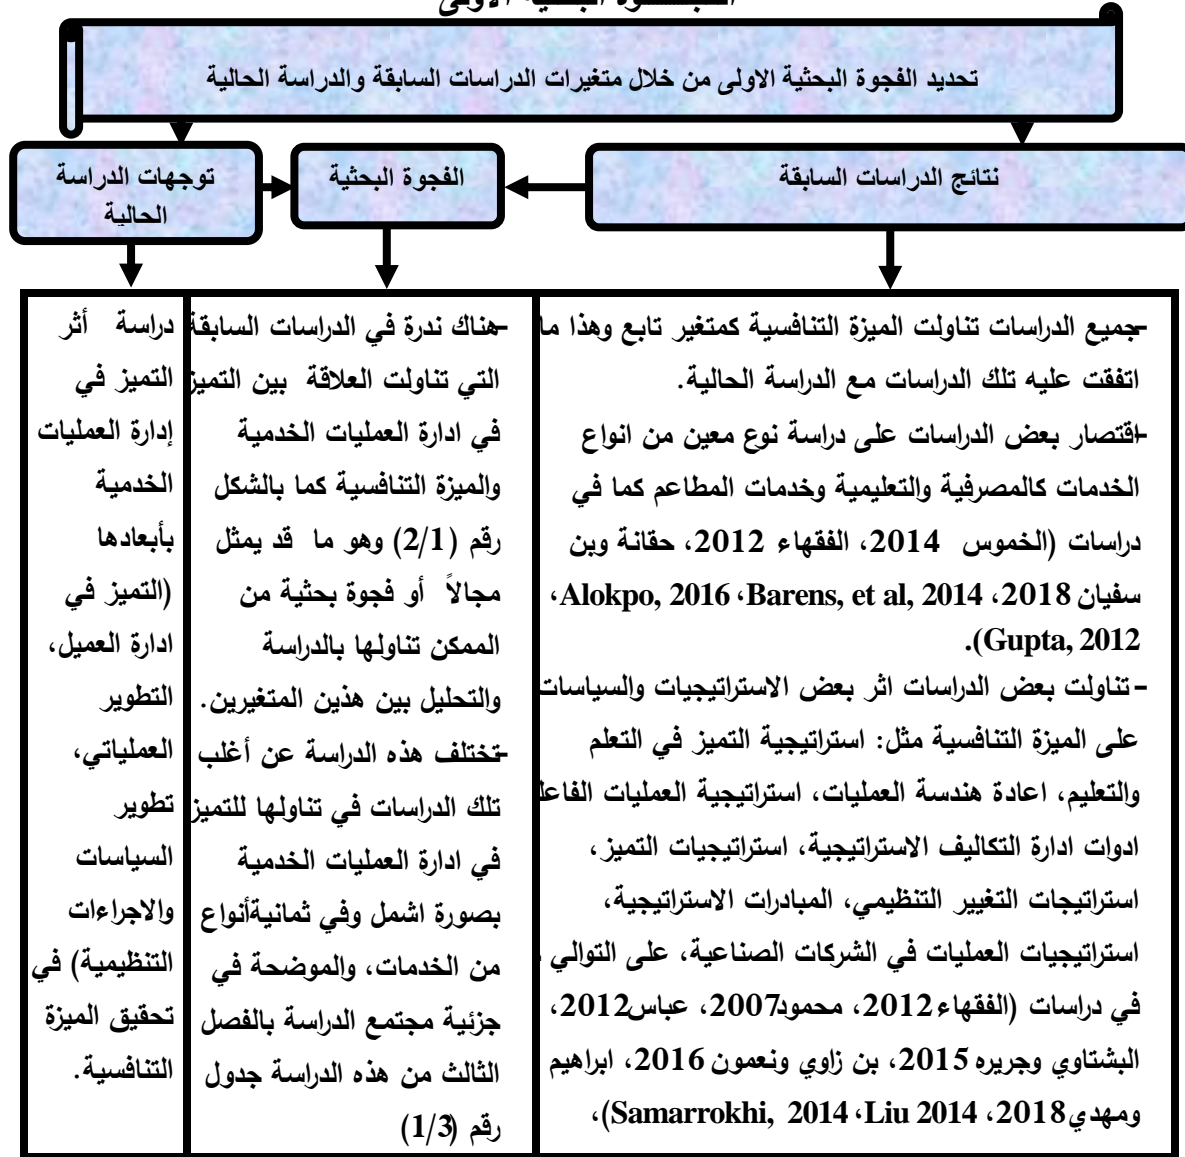 الفجوة البحثية الاولى
تحديد الفجوة البحثية الاولى من خلال متغيرات الدراسات السابقة والدراسة الحالية
نتائج الدراسات السابقة
الفجوة البحثية
توجهات الدراسة
الحالية
-جميع الدراسات تناولت الميزة التنافسية كمتغير تابع وهذا ما
اتفقت عليه تلك الدراسات مع الدراسة الحالية.
-اقتصار بعض الدراسات على دراسة نوع معين من انواع
الخدمات كالمصرفية والتعليمية وخدمات المطاعم كما في
دراسات (الخموس 2014، الفقهاء 2012، حقانة وبن
سفيان 2018، Barens, et al, 2014، Alokpo, 2016،
Gupta, 2012).
- تناولت بعض الدراسات اثر بعض الاستراتيجيات والسياسات
على الميزة التنافسية مثل: استراتيجية التميز في التعلم
والتعليم، اعادة هندسة العمليات، استراتيجية العمليات الفاعل
ادوات ادارة التكاليف الاستراتيجية، استراتيجيات التميز،
استراتيجات التغيير التنظيمي، المبادرات الاستراتيجية،
استراتيجيات العمليات في الشركات الصناعية، على التوالي
في دراسات (الفقهاء2012، محمود2007، عباس2012،
البشتاوي وجريره 2015، بن زاوي ونعمون 2016، ابراهيم
ومهدي2018، Liu 2014، Samarrokhi, 2014)،
-هناك ندرة في الدراسات السابقة
التي تناولت العلاقة بين التميز
في ادارة العمليات الخدمية
والميزة التنافسية كما بالشكل
رقم (2/1) وهو ما قد يمثل
مجالاً أو فجوة بحثية من
الممكن تناولها بالدراسة
والتحليل بين هذين المتغيرين.
-تختلف هذه الدراسة عن أغلب
تلك الدراسات في تناولها للتميز
في ادارة العمليات الخدمية
بصورة اشمل وفي ثمانيةأنواع
من الخدمات، والموضحة في
جزئية مجتمع الدراسة بالفصل
الثالث من هذه الدراسة جدول
رقم (1/3)
دراسة أثر
التميز في
إدارة العمليات
الخدمية
بأبعادها
(التميز في
ادارة العميل،
التطوير
العملياتي،
تطوير
السياسات
والاجراءات
التنظيمية) في
تحقيق الميزة
التنافسية.